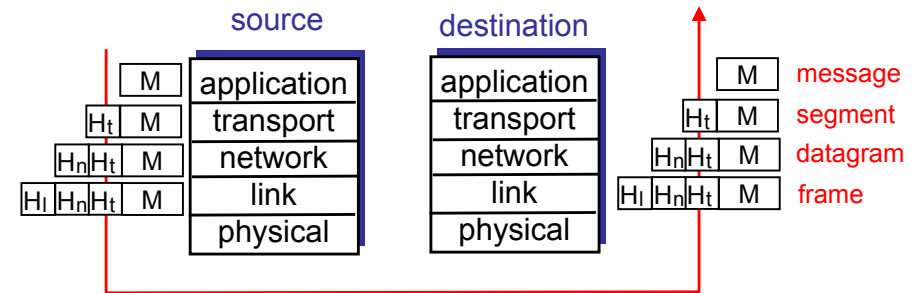 source destination
M application application M message
Ht M transport transport Ht M segment
Hn Ht M network network Hn Ht M datagram
Hl Hn Ht M link link Hl Hn Ht M frame
physical physical